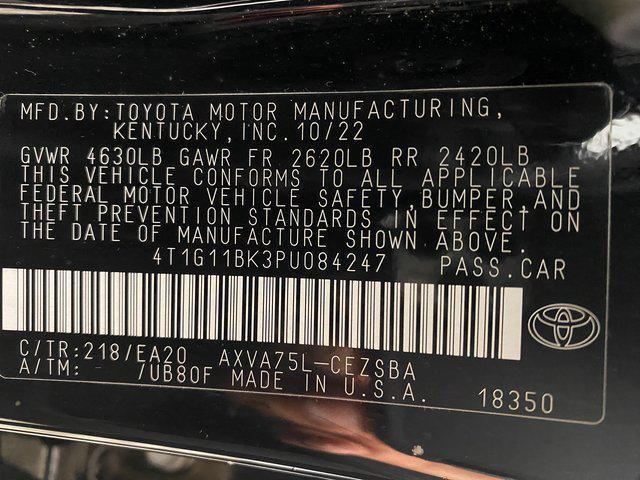 MFD.BY:TOYOTA MOTOR MANUFACTURING,
KENTUCKY,INC.10/22
GVWR 4630LB GAWR FR 2620LB RR 2420LB
THIS VEHICLE CONFORMS TO ALL APPLICABLE
FEDERAL MOTOR VEHICLE SAFETY,BUMPER,AND
THEFT PREVENTION STANDARDS IN EFFECT ON
THE DATE OF MANUFACTURE SHOWN ABOVE.
4T1G11BK3PU084247 PASS.CAR
C/TR:218/EA20 AXVA75L-CEZSBA
A/TM: 7UB80F MADE IN U.S.A. 18350